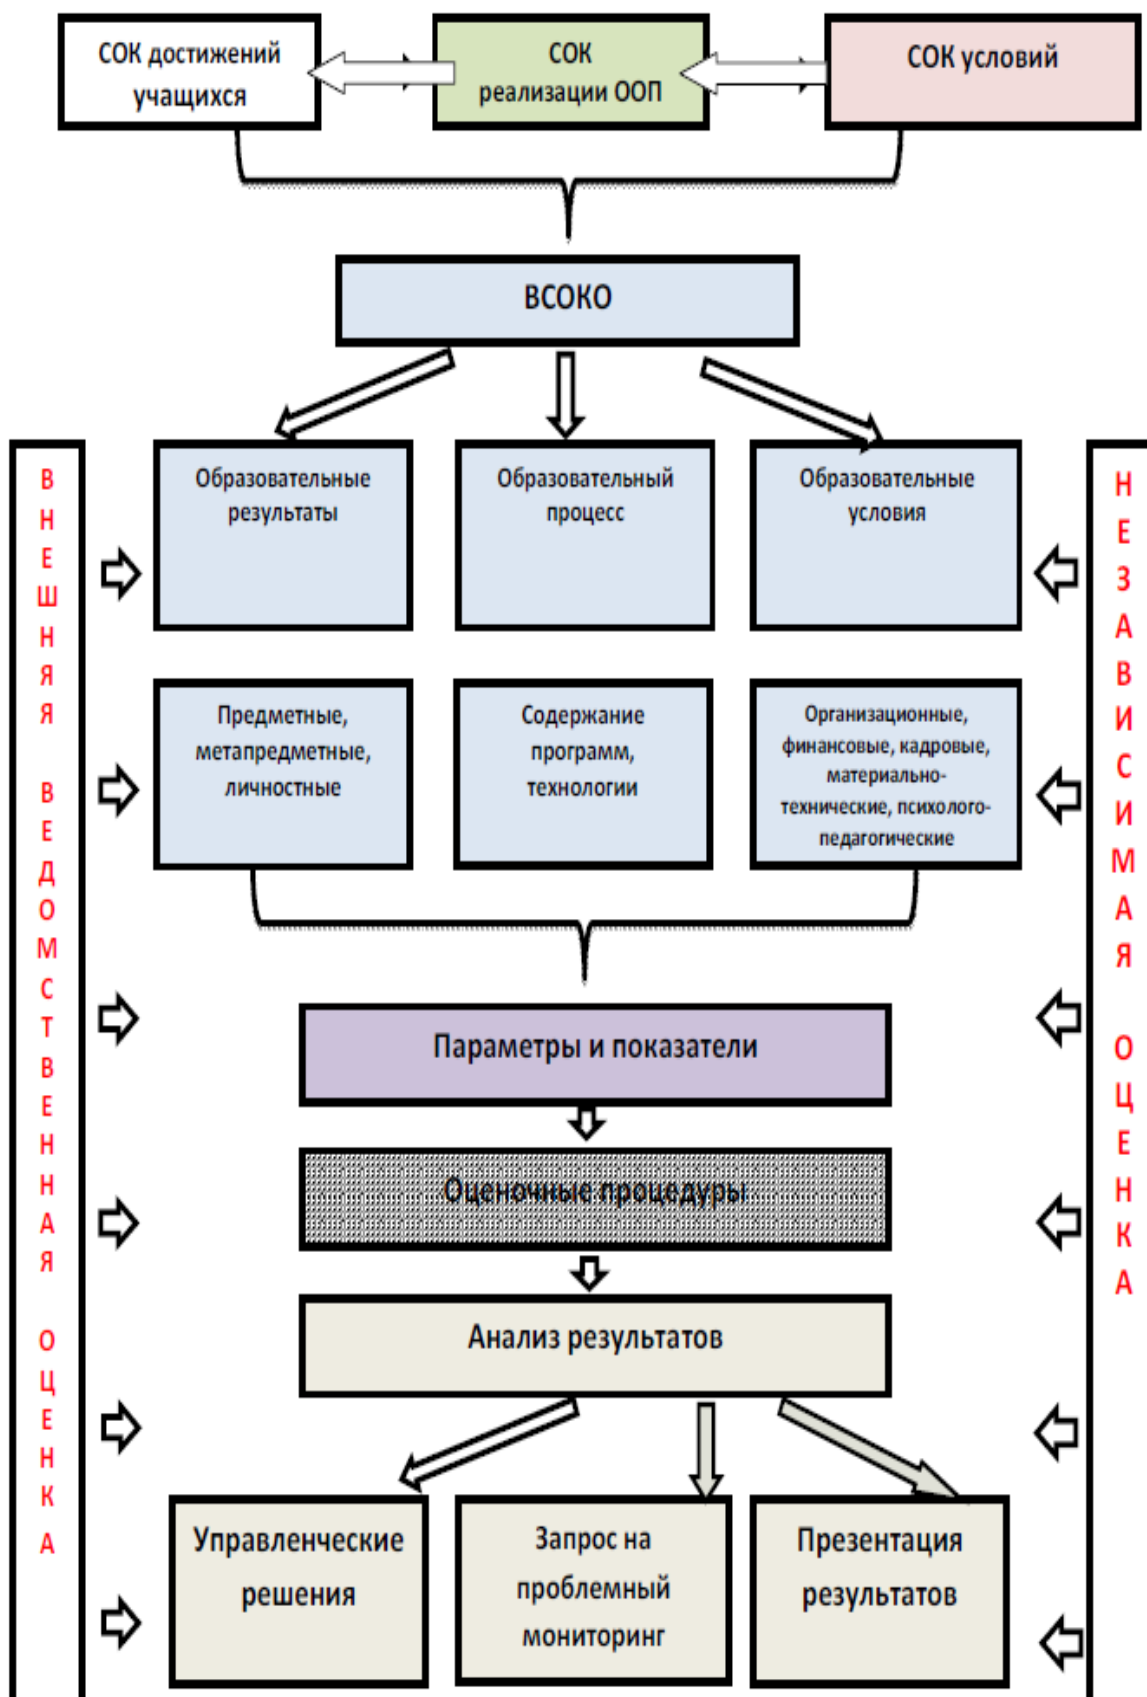 СОК достижений
учащихся
СОК
реализации ООП
СОК условий
ВСОКО
Образовательные
результаты
Образовательный
процесс
Образовательные
условия
Предметные,
метапредметные,
личностные
Содержание
программ,
технологии
Организационные,
финансовые, кадровые,
материально-
технические, психолого-
педагогические
Параметры и показатели
Оценочные процедуры
Анализ результатов
Управленческие
решения
Запрос на
проблемный
мониторинг
Презентация
результатов
ВНЕШНЯЯ ВЕДОМСТВЕННАЯ ОЦЕНКА
НЕЗАВИСИМАЯ ОЦЕНКА